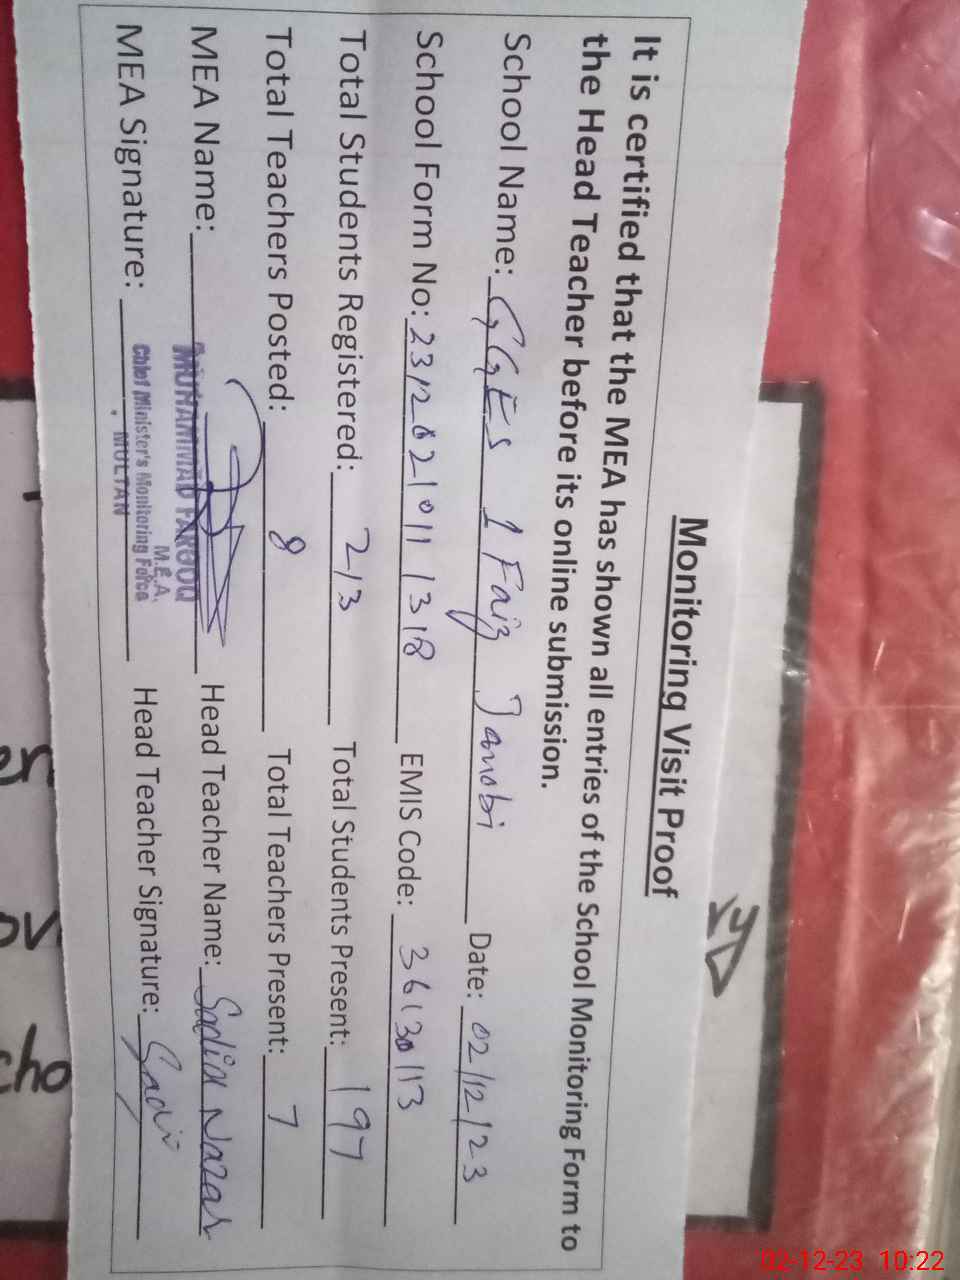 Monitoring Visit Proof
It is certified that the MEA has shown all entries of the School Monitoring Form to
the Head Teacher before its online submission.
School Name: GGES 1 Faiz Janobi Date: 02/12/23
School Form No: EMIS Code: 36130113
Total Students Registered: 213 Total Students Present: 197
Total Teachers Posted: 8 Total Teachers Present: 7
MEA Name: MUHAMMAD FAROOQ Head Teacher Name: Sadia Nazar
M.E.A.
Chief Minister's Monitoring Force
MULTAN
MEA Signature: Head Teacher Signature: Sadia
02-12-23 10:22